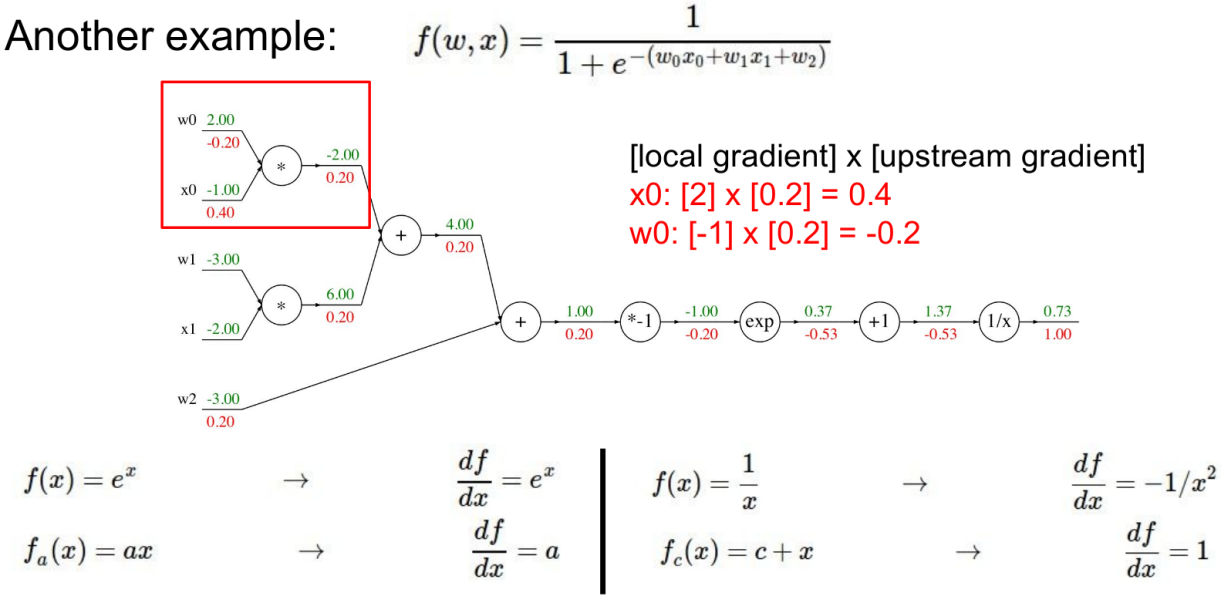 Another example: f(w,x) = 1 / (1 + e^{-(w_0x_0+w_1x_1+w_2)})
w0 2.00
-0.20
*
-2.00
0.20
x0 -1.00
0.40
[local gradient] x [upstream gradient]
x0: [2] x [0.2] = 0.4
w0: [-1] x [0.2] = -0.2
+
4.00
0.20
w1 -3.00
*
6.00
0.20
x1 -2.00
+
1.00
0.20
*-1
-1.00
-0.20
exp
0.37
-0.53
+1
1.37
-0.53
1/x
0.73
1.00
w2 -3.00
0.20
f(x) = e^x → df/dx = e^x
f(x) = 1/x → df/dx = -1/x^2
f_a(x) = ax → df/dx = a
f_c(x) = c + x → df/dx = 1